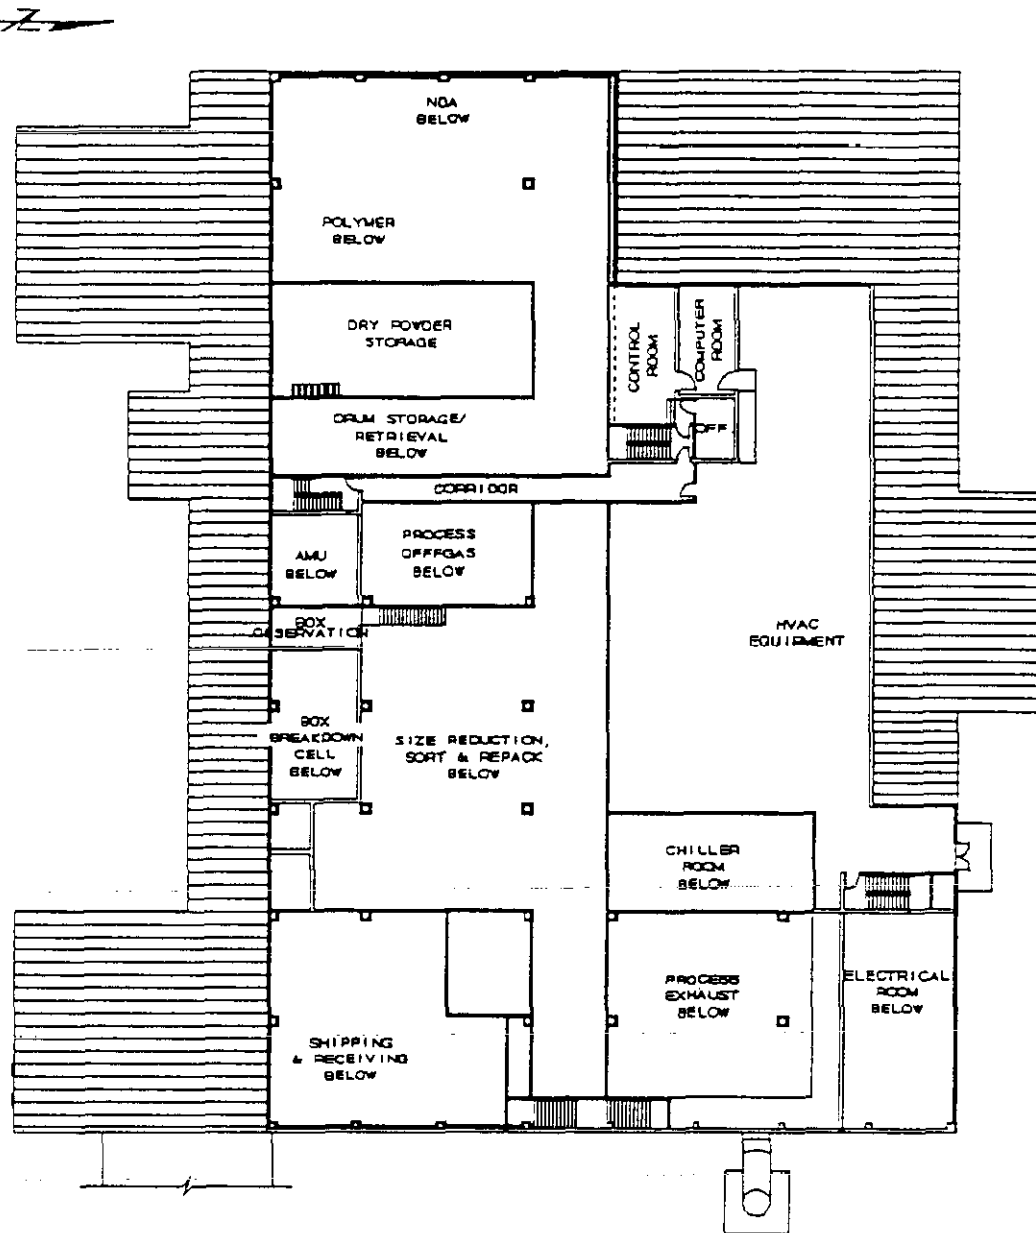 N
NDA
BELOW
POLYMER
BELOW
DRY POWDER
STORAGE
CONTROL
ROOM
COMPUTER
ROOM
DRUM STORAGE/
RETRIEVAL
BELOW
OFF
CORRIDOR
PROCESS
OFFFGAS
BELOW
AMU
BELOW
BOX
OBSERVATION
HVAC
EQUIPMENT
BOX
BREAKDOWN
CELL
BELOW
SIZE REDUCTION,
SORT & REPACK
BELOW
CHILLER
ROOM
BELOW
PROCESS
EXHAUST
BELOW
ELECTRICAL
ROOM
BELOW
SHIPPING
& RECEIVING
BELOW